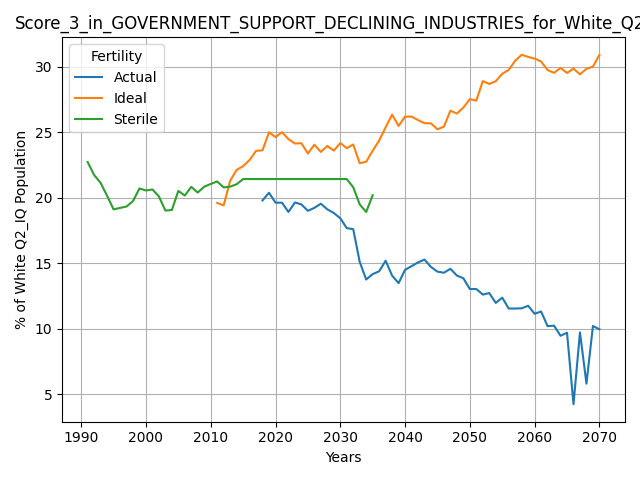 Score_3_in_GOVERNMENT_SUPPORT_DECLINING_INDUSTRIES_for_White_Q2
Fertility
Actual
Ideal
Sterile
% of White Q2_IQ Population
30
25
20
15
10
5
1990 2000 2010 2020 2030 2040 2050 2060 2070
Years